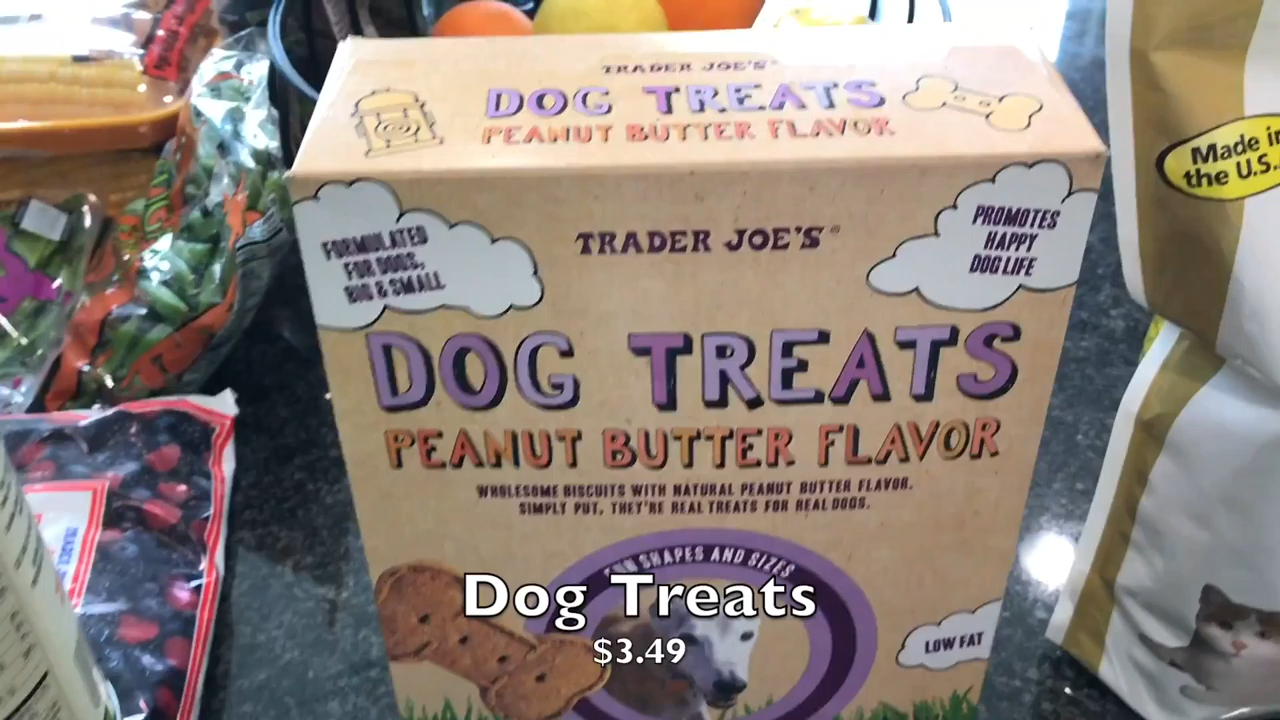 TRADER JOE'S
DOG TREATS
PEANUT BUTTER FLAVOR
Made in
the U.S.
FORMULATED
FOR DOGS,
BIG & SMALL
TRADER JOE'S®
PROMOTES
HAPPY
DOG LIFE
DOG TREATS
PEANUT BUTTER FLAVOR
WHOLESOME BISCUITS WITH NATURAL PEANUT BUTTER FLAVOR.
SIMPLY PUT, THEY'RE REAL TREATS FOR REAL DOGS.
FUN SHAPES AND SIZES
Dog Treats
$3.49
LOW FAT